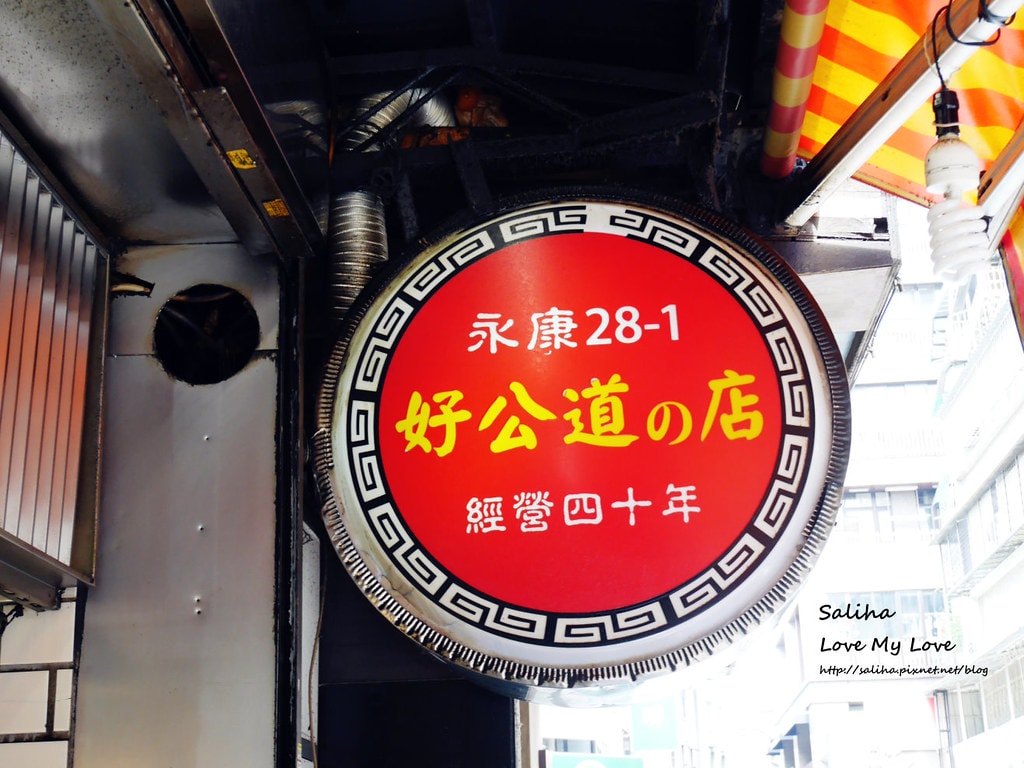 永康28-1
好公道の店
經營四十年
Saliha
Love My Love
http://saliha.pixnet.net/blog